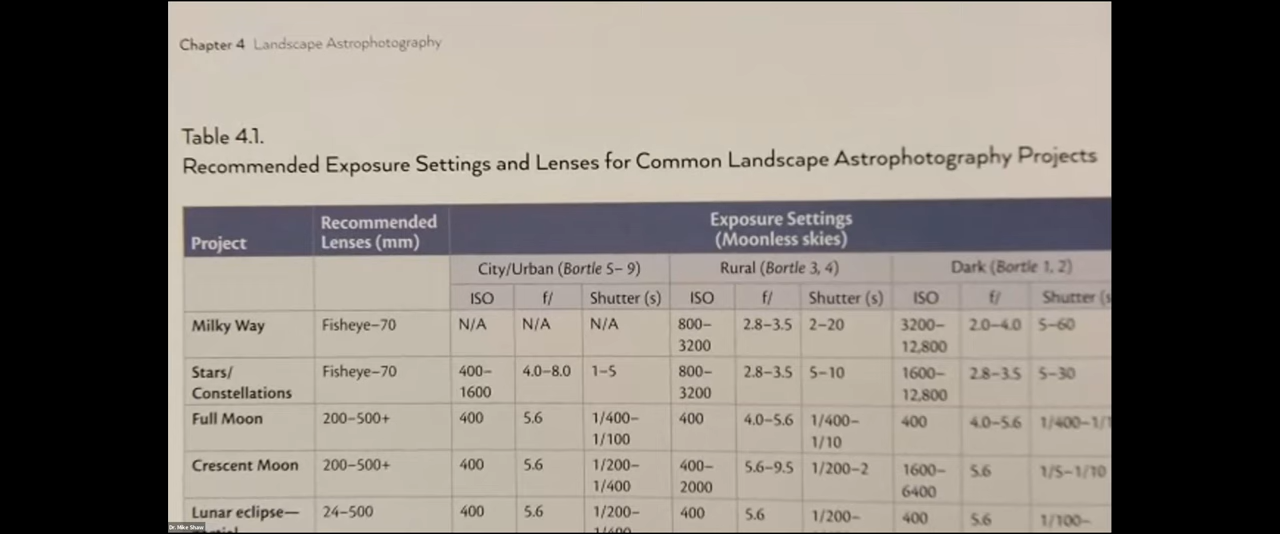 Chapter 4 Landscape Astrophotography
Table 4.1.
Recommended Exposure Settings and Lenses for Common Landscape Astrophotography Projects
Project Recommended Lenses (mm) Exposure Settings (Moonless skies)
City/Urban (Bortle 5–9) Rural (Bortle 3, 4) Dark (Bortle 1, 2)
ISO f/ Shutter (s) ISO f/ Shutter (s) ISO f/ Shutter (s
Milky Way Fisheye–70 N/A N/A N/A 800–3200 2.8–3.5 2–20 3200–12,800 2.0–4.0 5–60
Stars/Constellations Fisheye–70 400–1600 4.0–8.0 1–5 800–3200 2.8–3.5 5–10 1600–12,800 2.8–3.5 5–30
Full Moon 200–500+ 400 5.6 1/400–1/100 400 4.0–5.6 1/400–1/10 400 4.0–5.6 1/400–1/1
Crescent Moon 200–500+ 400 5.6 1/200–1/400 400–2000 5.6–9.5 1/200–2 1600–6400 5.6 1/5–1/10
Lunar eclipse— 24–500 400 5.6 1/200– 400 5.6 1/200– 400 5.6 1/100–
Dr. Mike Shaw